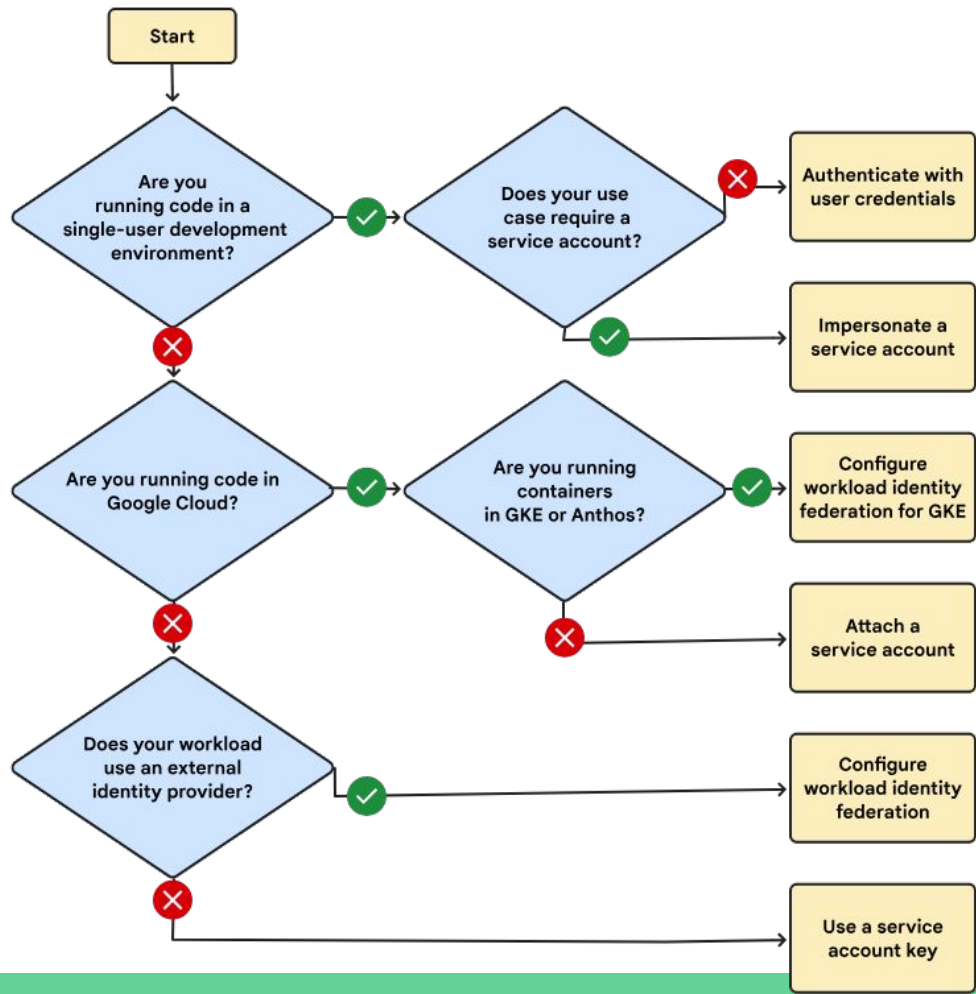 Start
Are you
running code in a
single-user development
environment?
Does your use
case require a
service account?
Authenticate with
user credentials
Impersonate a
service account
Are you running code in
Google Cloud?
Are you running
containers
in GKE or Anthos?
Configure
workload identity
federation for GKE
Attach a
service account
Does your workload
use an external
identity provider?
Configure
workload identity
federation
Use a service
account key